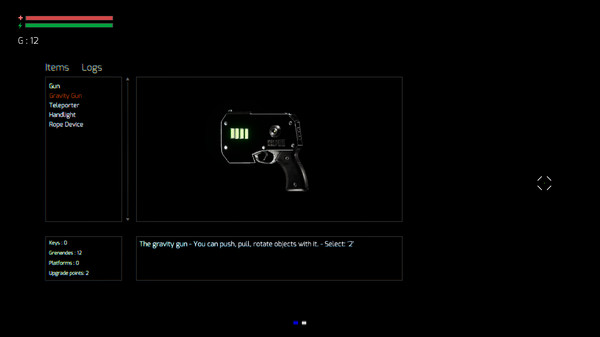 G : 12
Items Logs
Gun
Gravity Gun
Teleporter
Handlight
Rope Device
Keys : 0
Grenendes : 12
Platforms : 0
Upgrade points: 2
The gravity gun - You can push, pull, rotate objects with it. - Select: '2'